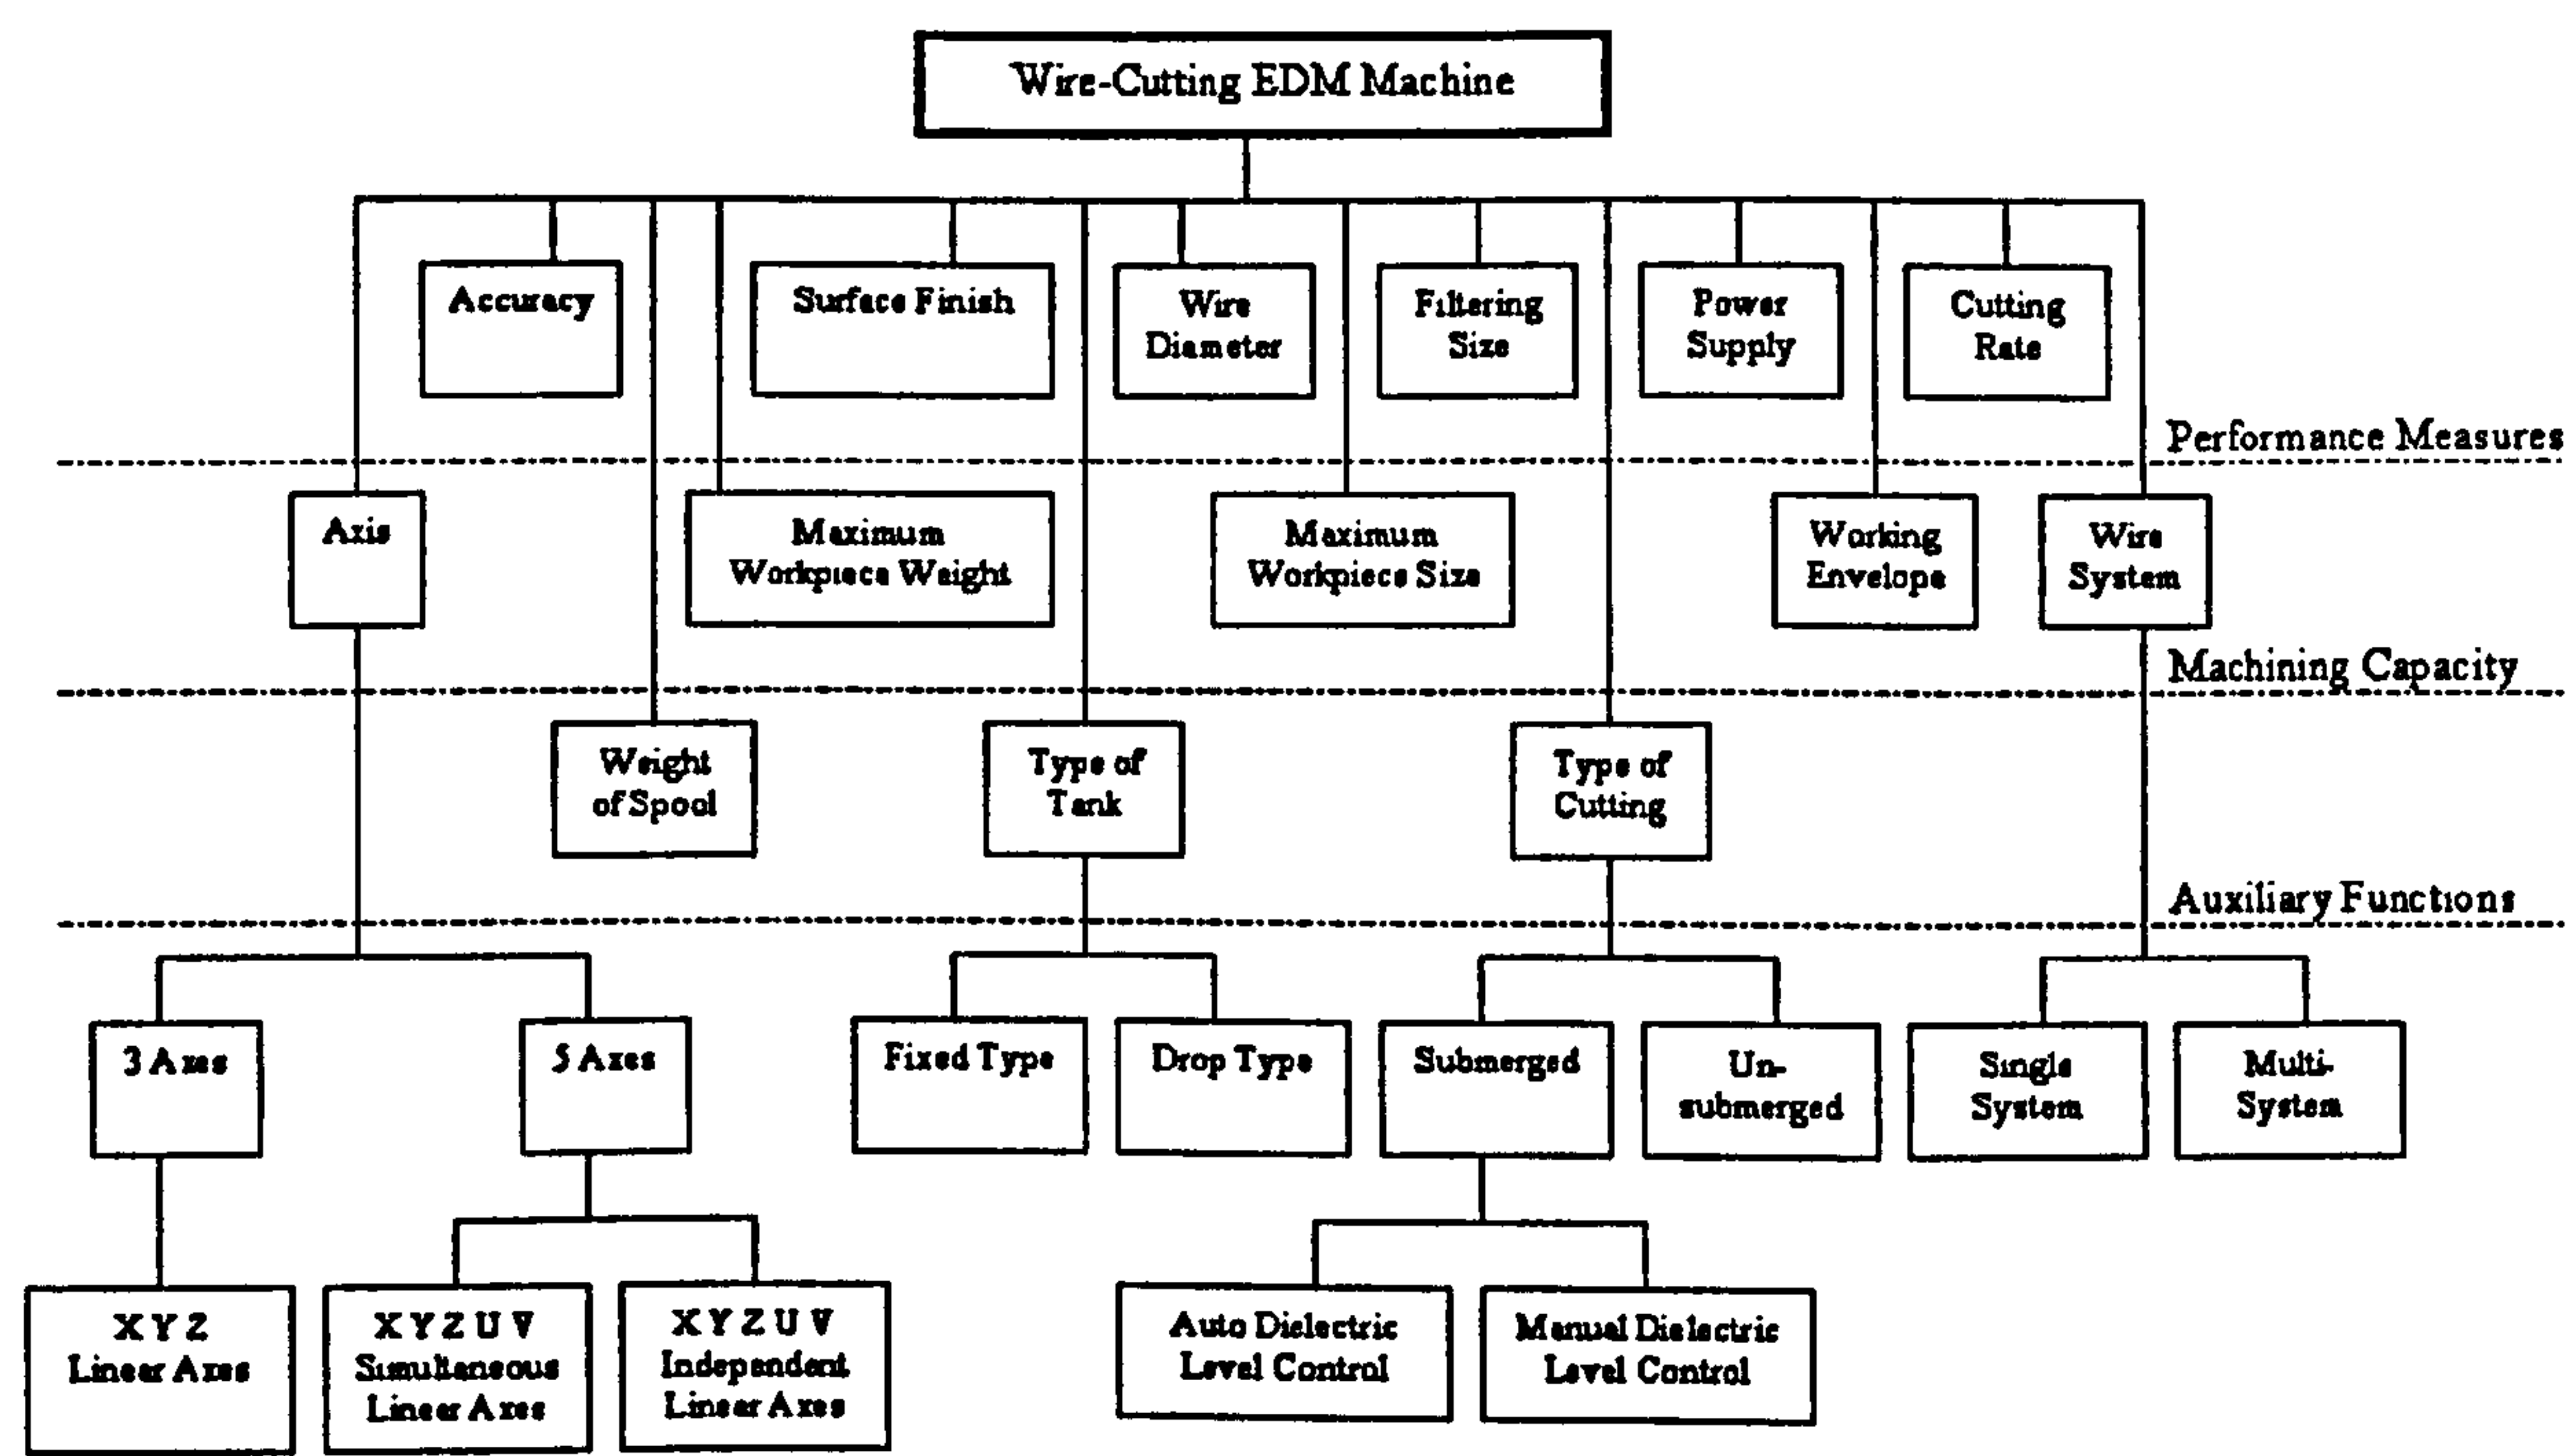 Wire-Cutting EDM Machine
Accuracy
Surface Finish
Wire
Diameter
Filtering
Size
Power
Supply
Cutting
Rate
Performance Measures
Axis
Maximum
Workpiece Weight
Maximum
Workpiece Size
Working
Envelope
Wire
System
Machining Capacity
Weight
of Spool
Type of
Tank
Type of
Cutting
Auxiliary Functions
3 Axes
5 Axes
Fixed Type
Drop Type
Submerged
Un-
submerged
Single
System
Multi-
System
X Y Z
Linear Axes
X Y Z U V
Simultaneous
Linear Axes
X Y Z U V
Independent
Linear Axes
Auto Dielectric
Level Control
Manual Dielectric
Level Control